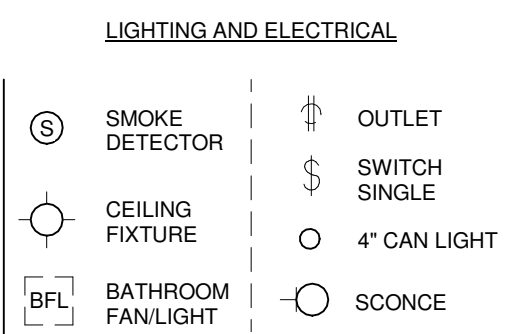 LIGHTING AND ELECTRICAL
S
SMOKE
DETECTOR
CEILING
FIXTURE
BFL
BATHROOM
FAN/LIGHT
OUTLET
$
SWITCH
SINGLE
4" CAN LIGHT
SCONCE